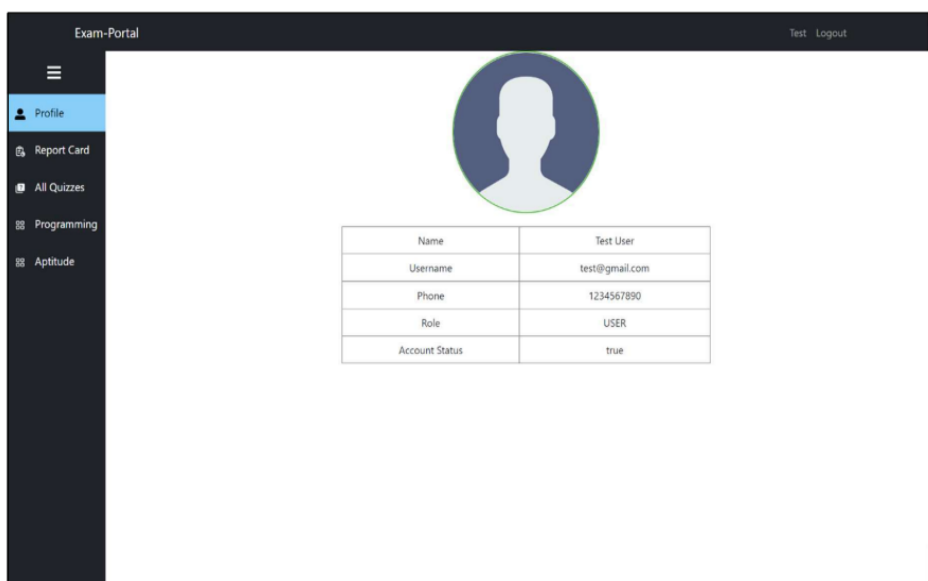 Exam-Portal
Test Logout
Profile
Report Card
All Quizzes
Programming
Aptitude
Name Test User
Username test@gmail.com
Phone 1234567890
Role USER
Account Status true